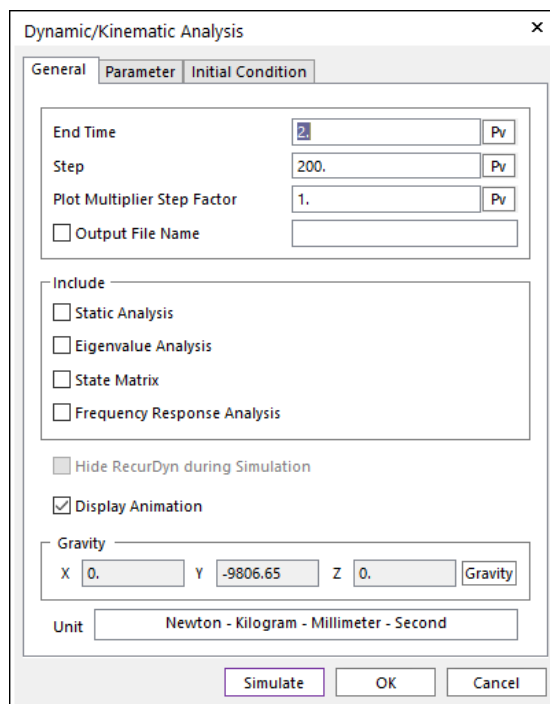 Dynamic/Kinematic Analysis
General Parameter Initial Condition
End Time 2. Pv
Step 200. Pv
Plot Multiplier Step Factor 1. Pv
Output File Name
Include
Static Analysis
Eigenvalue Analysis
State Matrix
Frequency Response Analysis
Hide RecurDyn during Simulation
Display Animation
Gravity
X 0. Y -9806.65 Z 0. Gravity
Unit Newton - Kilogram - Millimeter - Second
Simulate OK Cancel